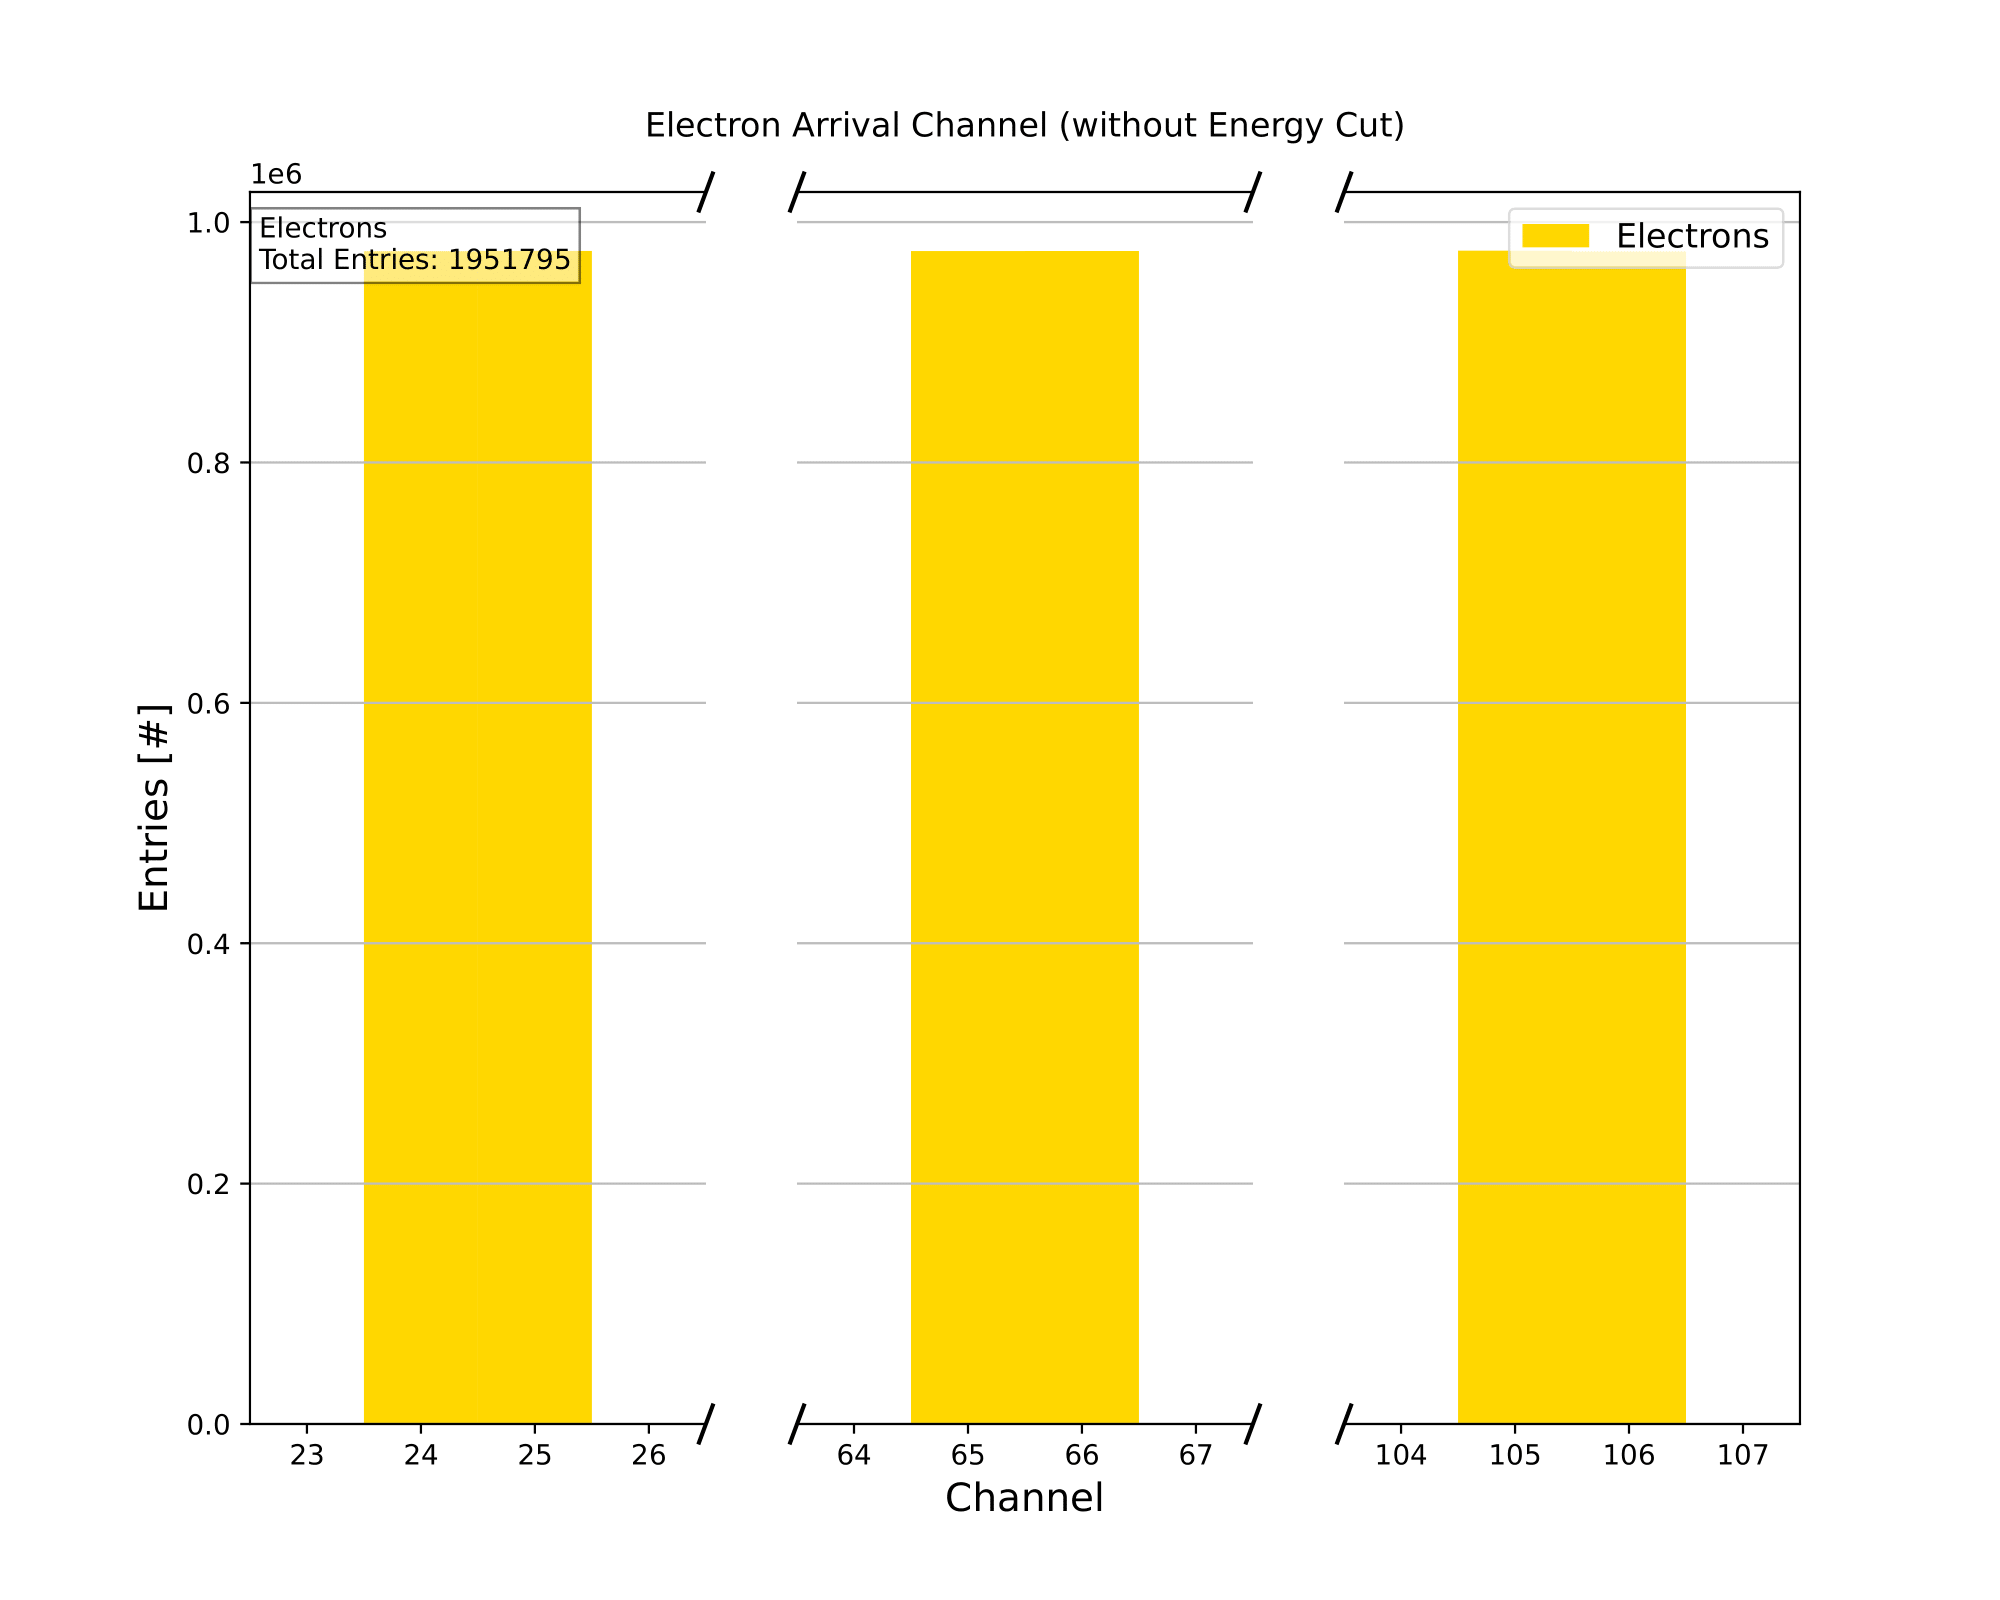 Electron Arrival Channel (without Energy Cut)
1e6
Electrons
Total Entries: 1951795
Electrons
1.0
0.8
0.6
0.4
0.2
0.0
Entries [#]
23 24 25 26 64 65 66 67 104 105 106 107
Channel